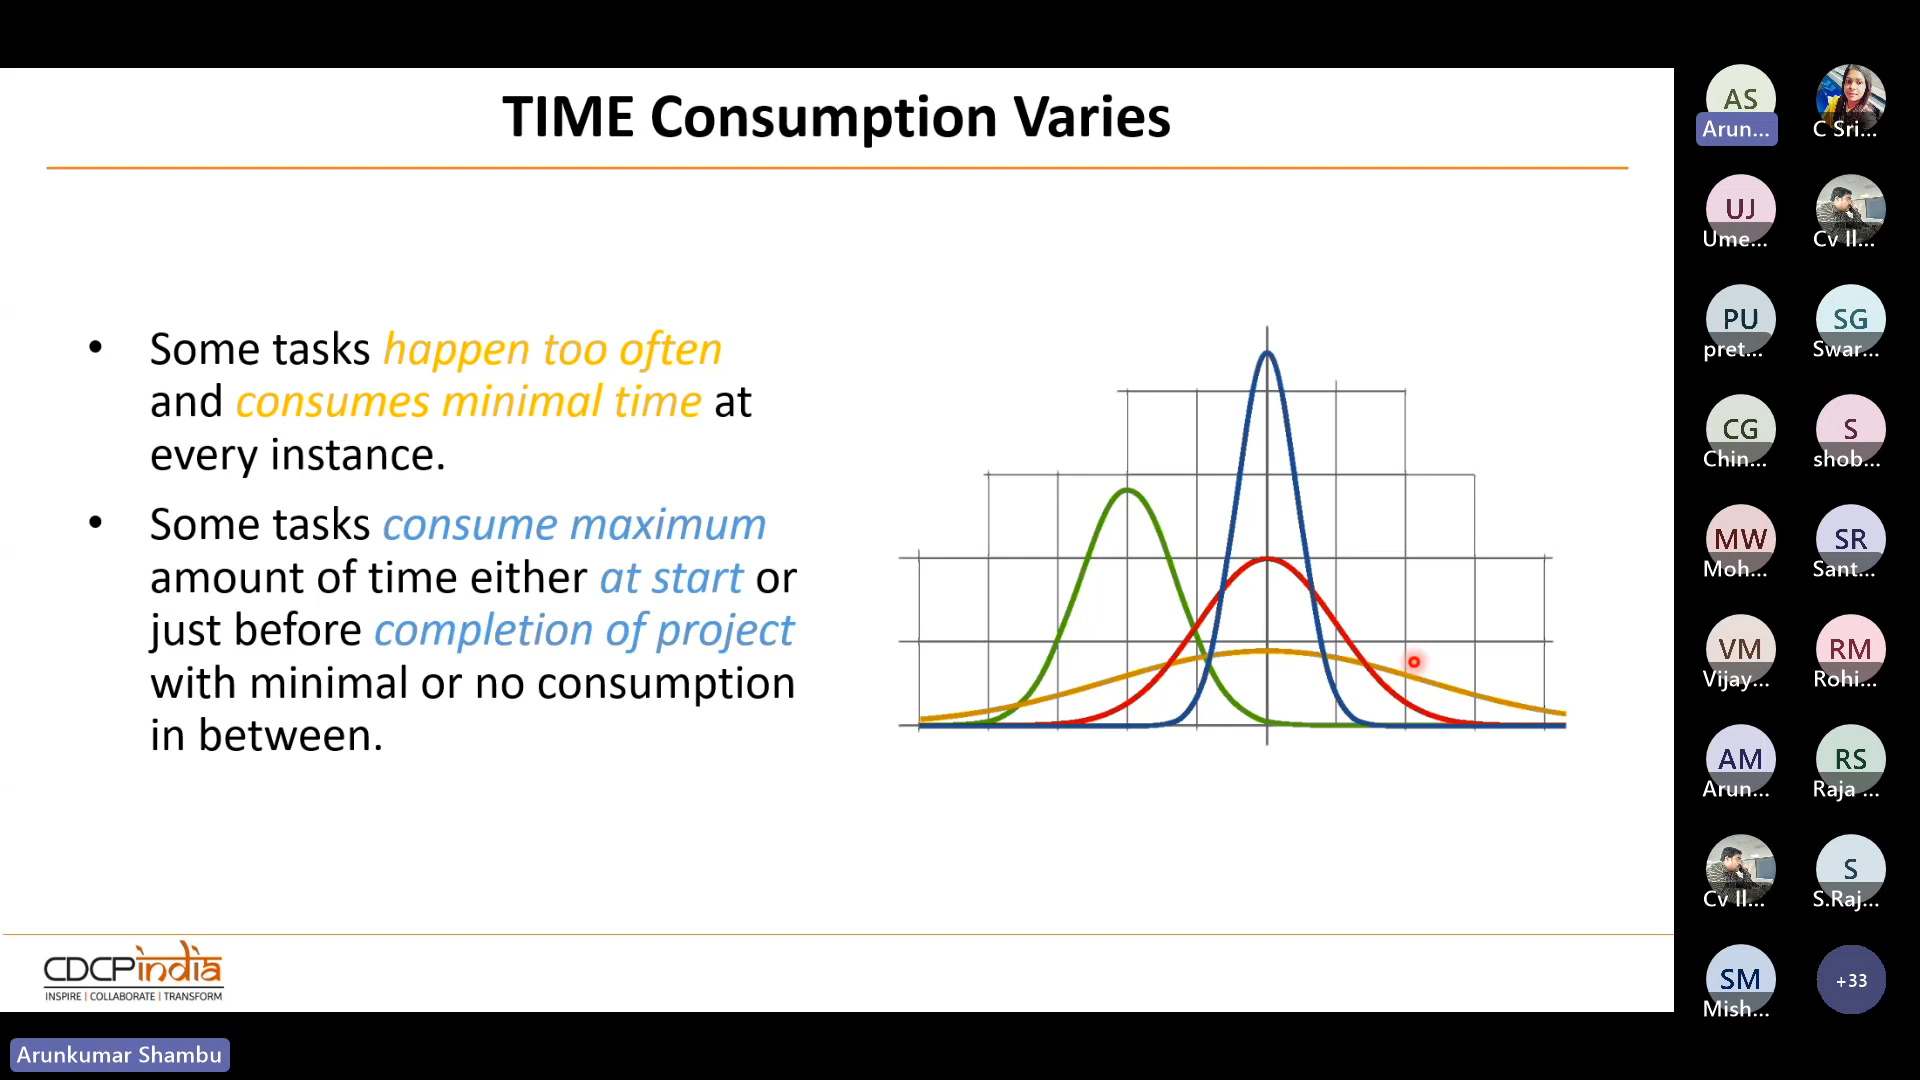 TIME Consumption Varies
• Some tasks happen too often
and consumes minimal time at
every instance.
• Some tasks consume maximum
amount of time either at start or
just before completion of project
with minimal or no consumption
in between.
CDCPindia
INSPIRE | COLLABORATE | TRANSFORM
Arunkumar Shambu
AS
Arun...
C Sri...
UJ
Ume...
Cv Il...
PU
pret...
SG
Swar...
CG
Chin...
S
shob...
MW
Moh...
SR
Sant...
VM
Vijay...
RM
Rohi...
AM
Arun...
RS
Raja ...
Cv Il...
S
S.Raj...
SM
Mish...
+33